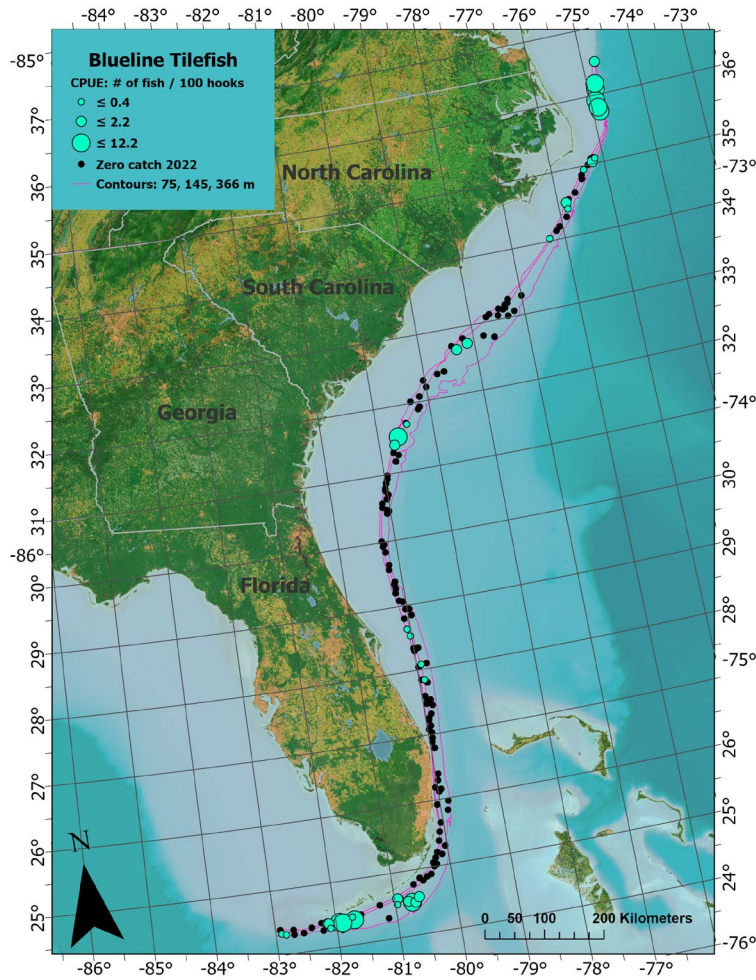 -85° -84° -83° -82° -81° -80° -79° -78° -77° -76° -75° -74°
Blueline Tilefish
CPUE: # of fish / 100 hooks
≤ 0.4
≤ 2.2
≤ 12.2
Zero catch 2022
Contours: 75, 145, 366 m
-85°
37°
36°
35°
34°
33°
32°
31°
-86°
30°
29°
28°
27°
26°
25°
36°
35°
-73°
34°
33°
32°
-74°
30°
29°
28°
-75°
26°
24°
-76°
North Carolina
South Carolina
Georgia
Florida
N
0 50 100 200 Kilometers
-86° -84° -83° -82° -81° -80° -79° -78° -77°